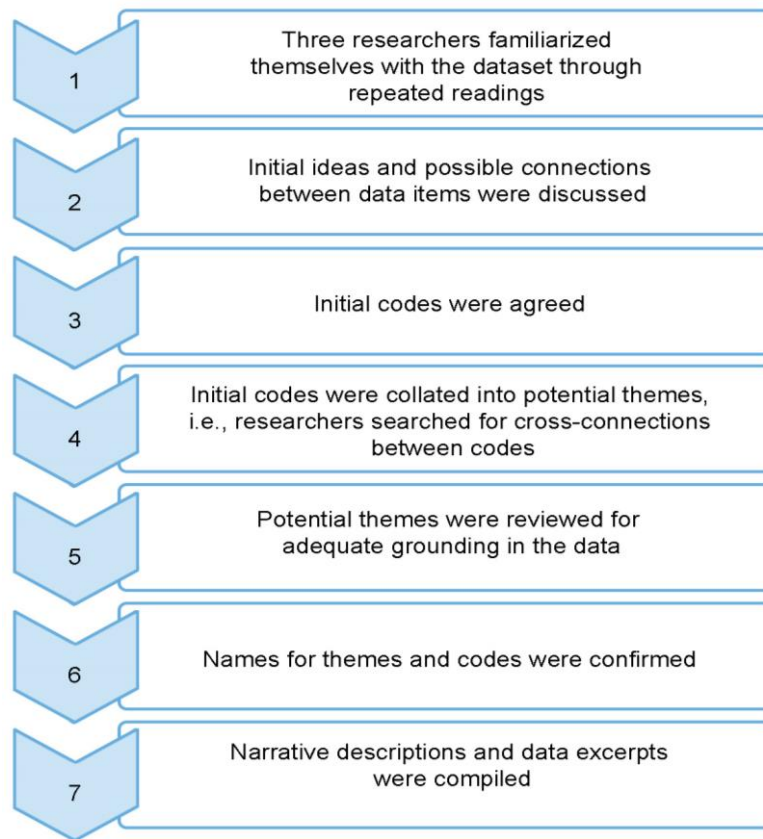 1
Three researchers familiarized
themselves with the dataset through
repeated readings
2
Initial ideas and possible connections
between data items were discussed
3
Initial codes were agreed
4
Initial codes were collated into potential themes,
i.e., researchers searched for cross-connections
between codes
5
Potential themes were reviewed for
adequate grounding in the data
6
Names for themes and codes were confirmed
7
Narrative descriptions and data excerpts
were compiled